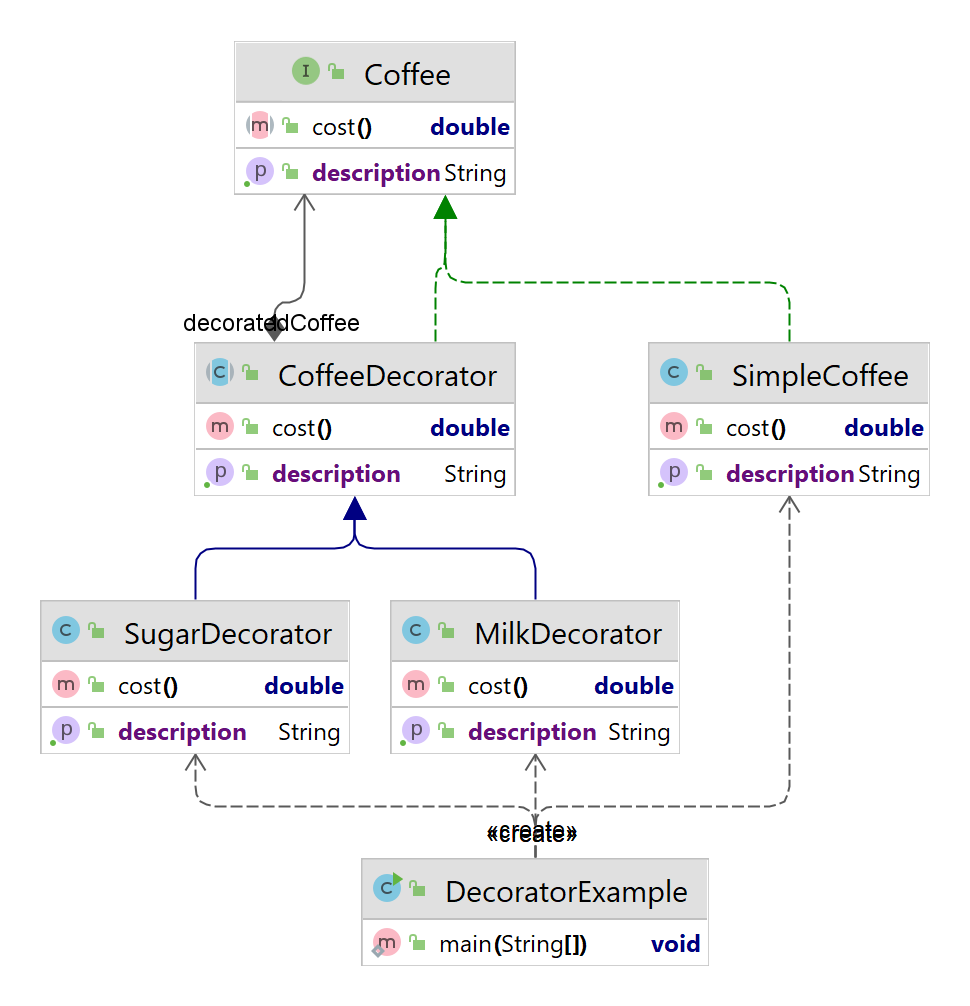 I Coffee
m cost() double
p description String
decoratedCoffee
C CoffeeDecorator
m cost() double
p description String
C SimpleCoffee
m cost() double
p description String
C SugarDecorator
m cost() double
p description String
C MilkDecorator
m cost() double
p description String
«create»
«create»
C DecoratorExample
m main(String[]) void